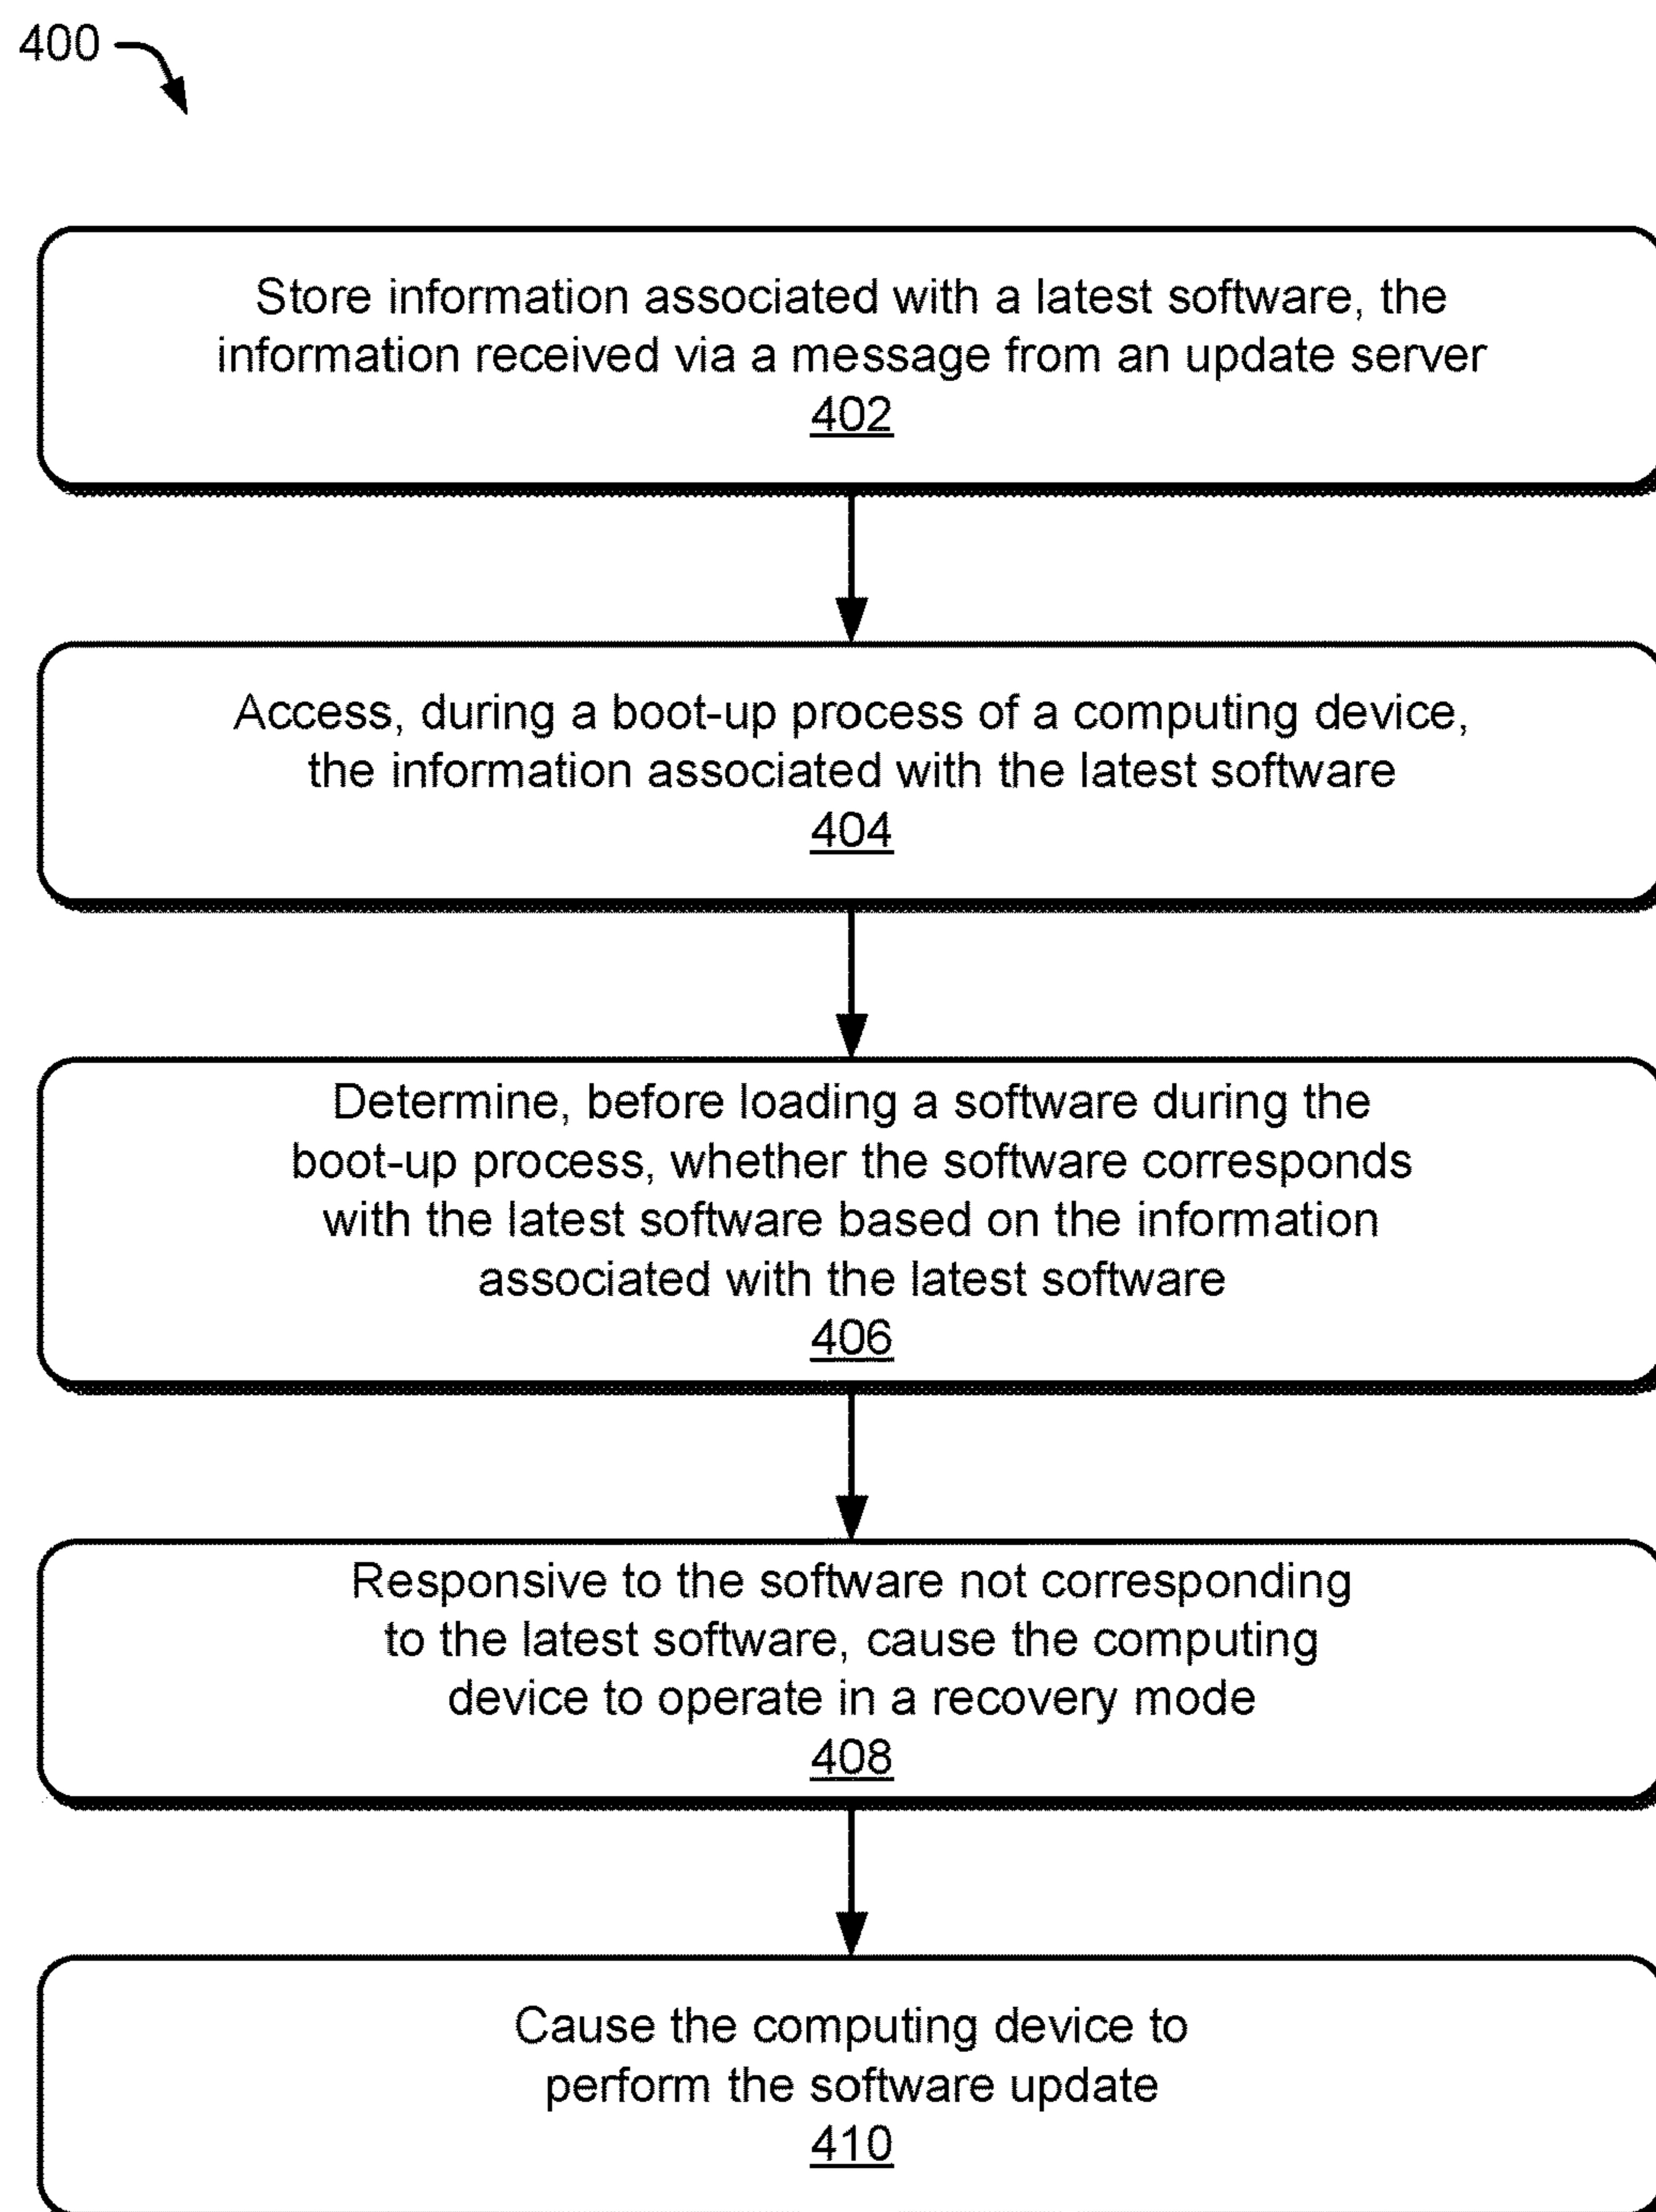 400
Store information associated with a latest software, the
information received via a message from an update server
402
Access, during a boot-up process of a computing device,
the information associated with the latest software
404
Determine, before loading a software during the
boot-up process, whether the software corresponds
with the latest software based on the information
associated with the latest software
406
Responsive to the software not corresponding
to the latest software, cause the computing
device to operate in a recovery mode
408
Cause the computing device to
perform the software update
410